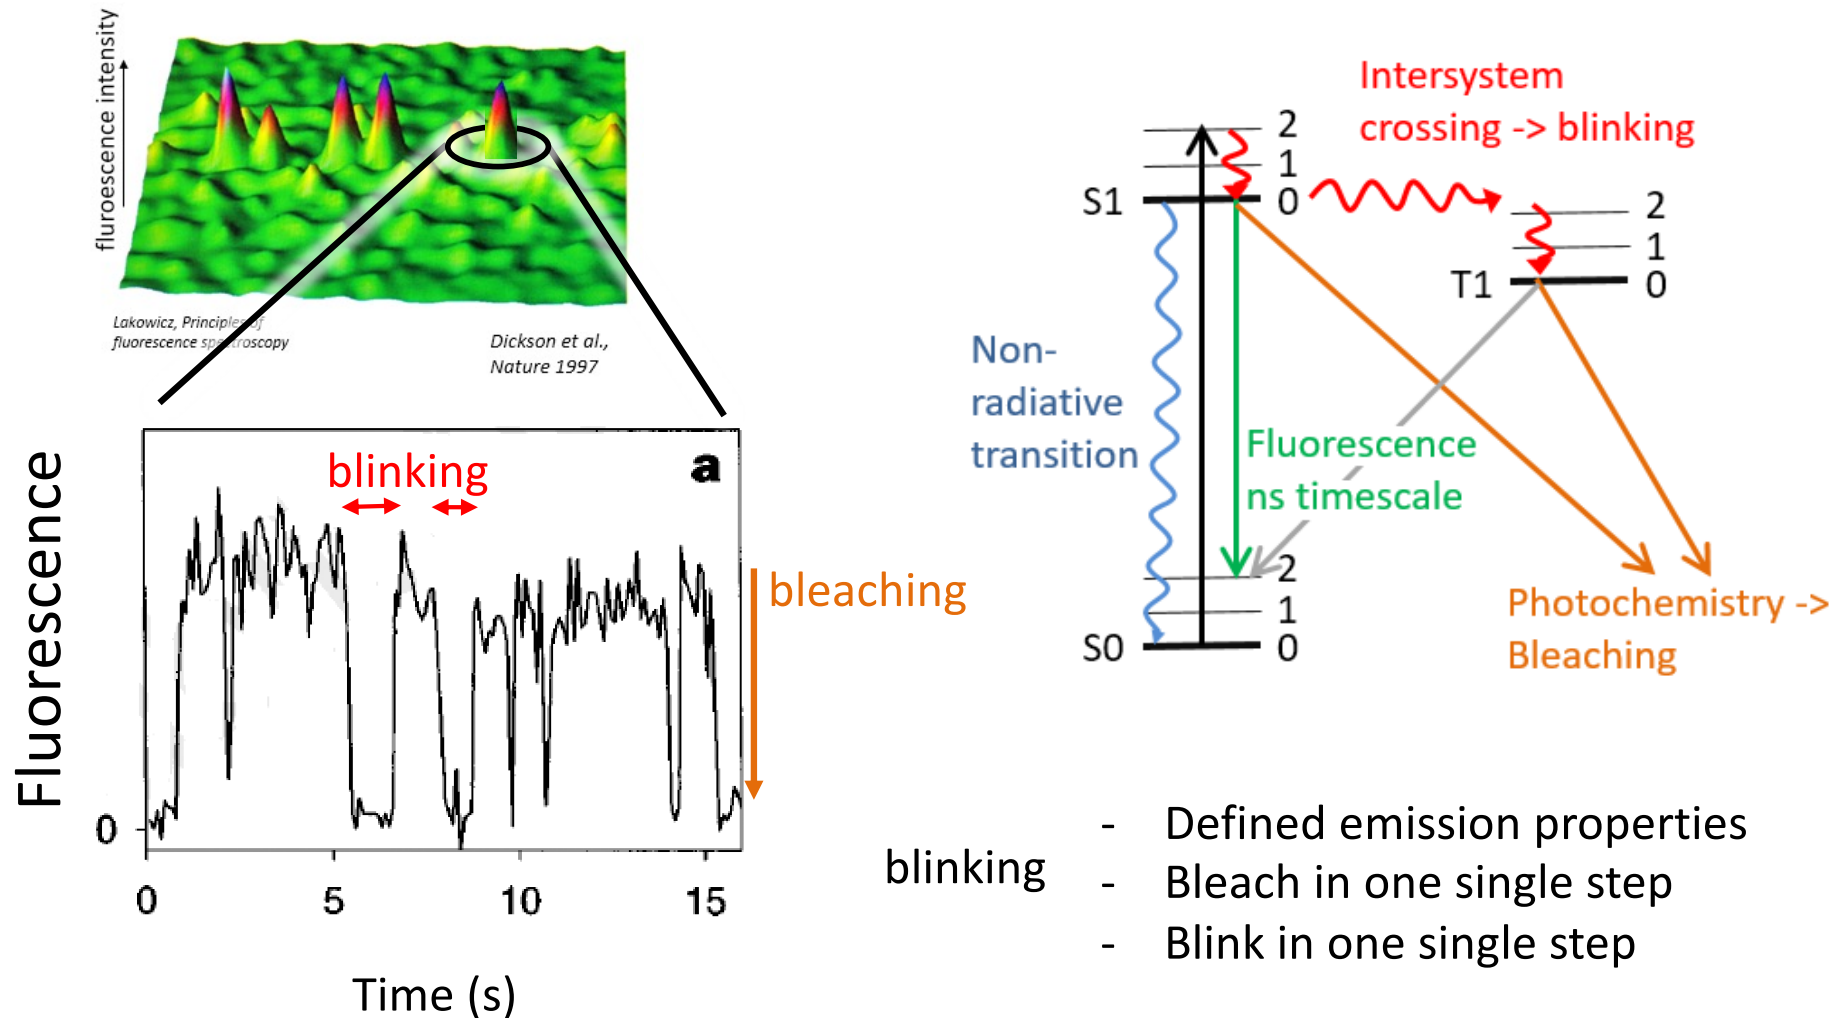 fluroescence intensity
Lakowicz, Principles of
fluorescence spectroscopy
Dickson et al.,
Nature 1997
Fluorescence
blinking
a
bleaching
0
0
5
10
15
Time (s)
Intersystem
crossing -> blinking
2
1
S1
0
2
1
T1
0
Non-
radiative
transition
Fluorescence
ns timescale
2
1
S0
0
Photochemistry ->
Bleaching
blinking
- Defined emission properties
- Bleach in one single step
- Blink in one single step